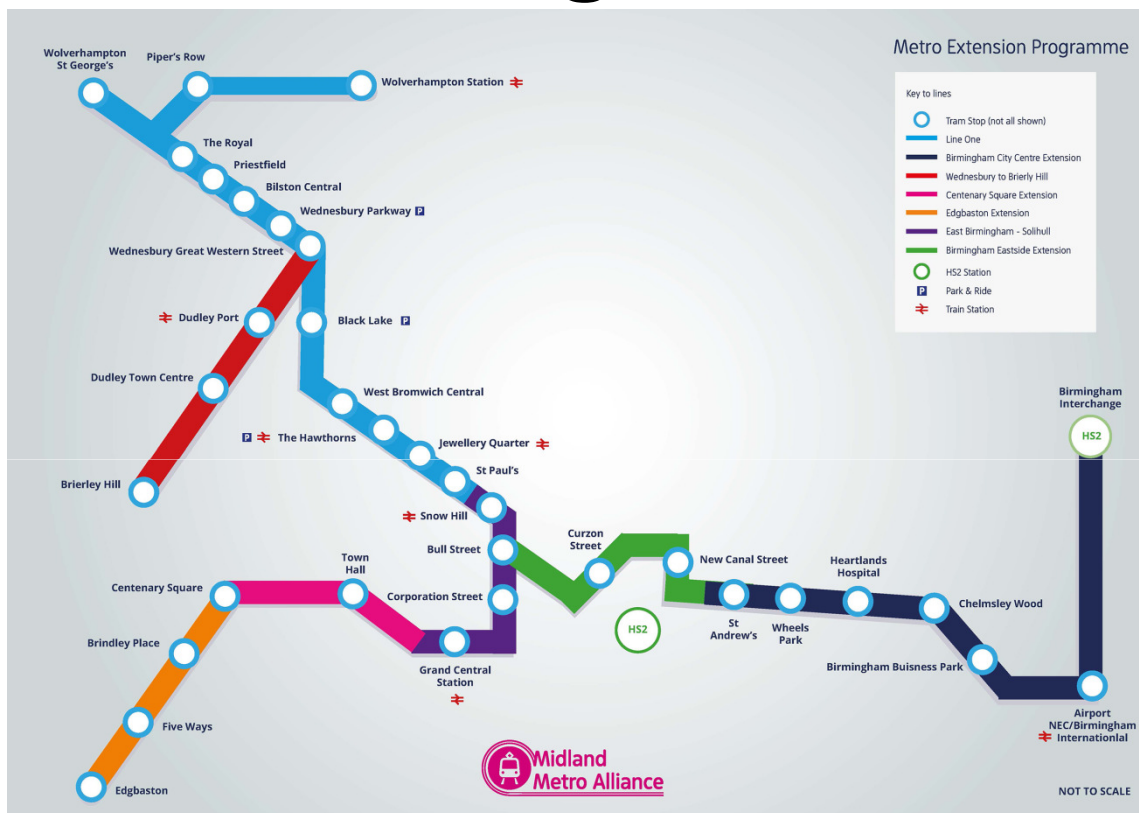 Metro Extension Programme
Key to lines
Tram Stop (not all shown)
Line One
Birmingham City Centre Extension
Wednesbury to Brierly Hill
Centenary Square Extension
Edgbaston Extension
East Birmingham - Solihull
Birmingham Eastside Extension
HS2 Station
P Park & Ride
Train Station
Wolverhampton
St George's
Piper's Row
Wolverhampton Station
The Royal
Priestfield
Bilston Central
Wednesbury Parkway P
Wednesbury Great Western Street
Dudley Port
Black Lake P
Dudley Town Centre
West Bromwich Central
P The Hawthorns
Jewellery Quarter
Brierley Hill
St Paul's
Snow Hill
Bull Street
Curzon
Street
Town
Hall
Centenary Square
Corporation Street
New Canal Street
Heartlands
Hospital
Birmingham
Interchange
HS2
Chelmsley Wood
HS2
St
Andrew's
Wheels
Park
Brindley Place
Grand Central
Station
Birmingham Buisness Park
Five Ways
Airport
NEC/Birmingham
Internationlal
Edgbaston
Midland
Metro Alliance
NOT TO SCALE